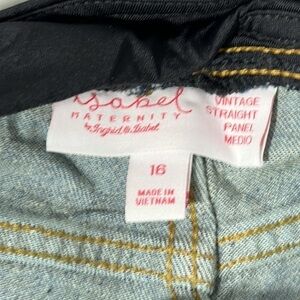 Isabel
MATERNITY
by Ingrid & Isabel
VINTAGE
STRAIGHT
PANEL
MEDIO
16
MADE IN
VIETNAM